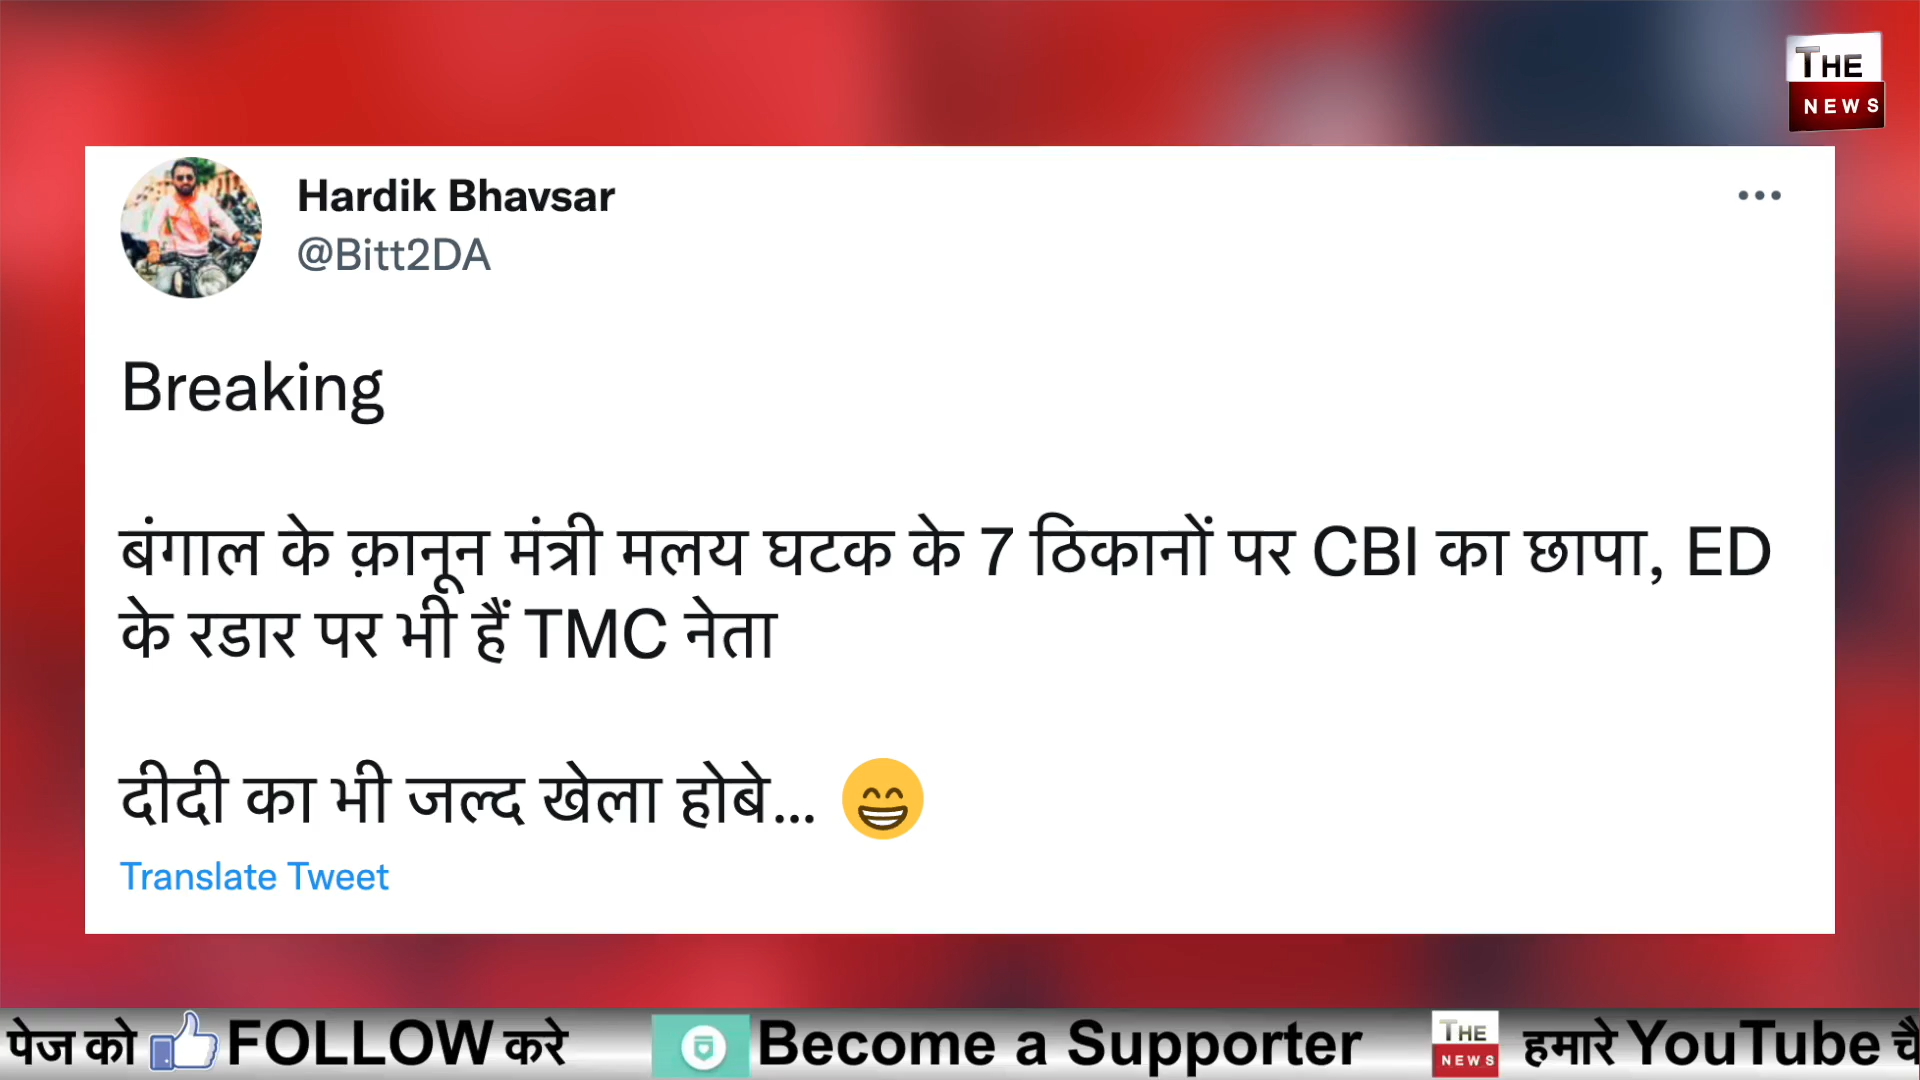 THE
NEWS
Hardik Bhavsar
@Bitt2DA
Breaking
बंगाल के क़ानून मंत्री मलय घटक के 7 ठिकानों पर CBI का छापा, ED
के रडार पर भी हैं TMC नेता
दीदी का भी जल्द खेला होबे...
Translate Tweet
पेज को FOLLOW करे Become a Supporter THE NEWS हमारे YouTube चै